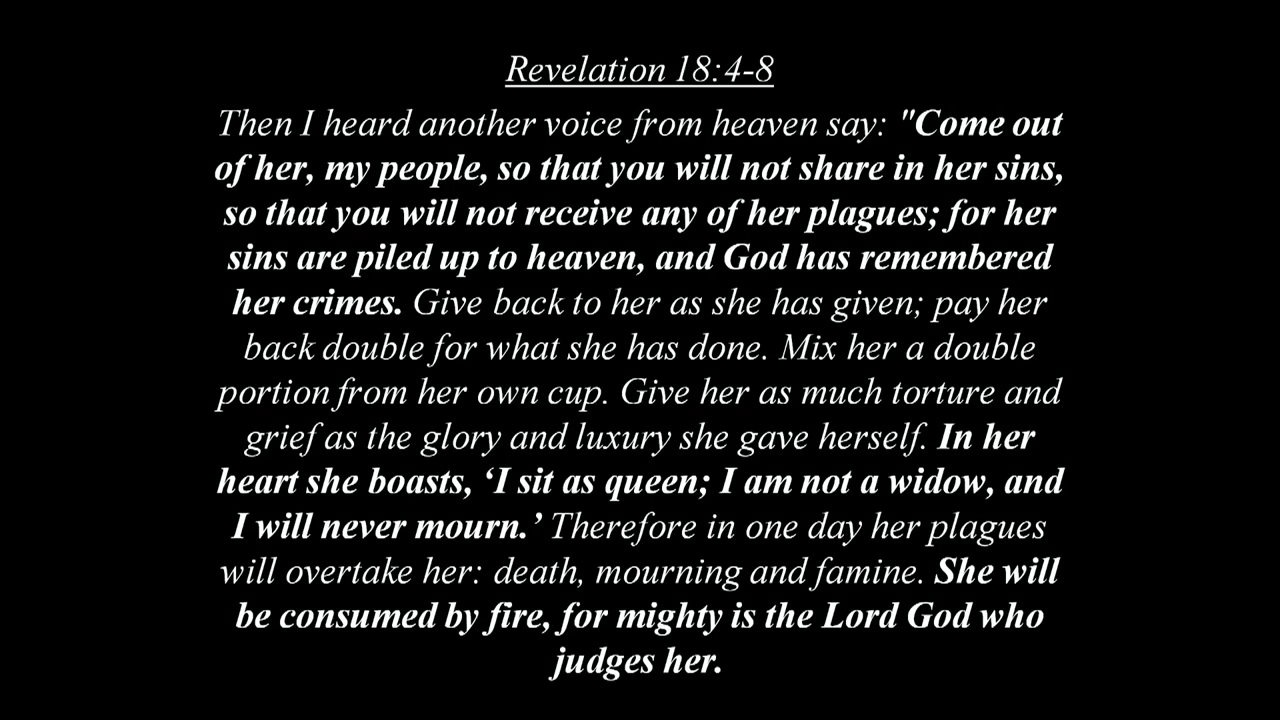 Revelation 18:4-8
Then I heard another voice from heaven say: "Come out
of her, my people, so that you will not share in her sins,
so that you will not receive any of her plagues; for her
sins are piled up to heaven, and God has remembered
her crimes. Give back to her as she has given; pay her
back double for what she has done. Mix her a double
portion from her own cup. Give her as much torture and
grief as the glory and luxury she gave herself. In her
heart she boasts, ‘I sit as queen; I am not a widow, and
I will never mourn.’ Therefore in one day her plagues
will overtake her: death, mourning and famine. She will
be consumed by fire, for mighty is the Lord God who
judges her.